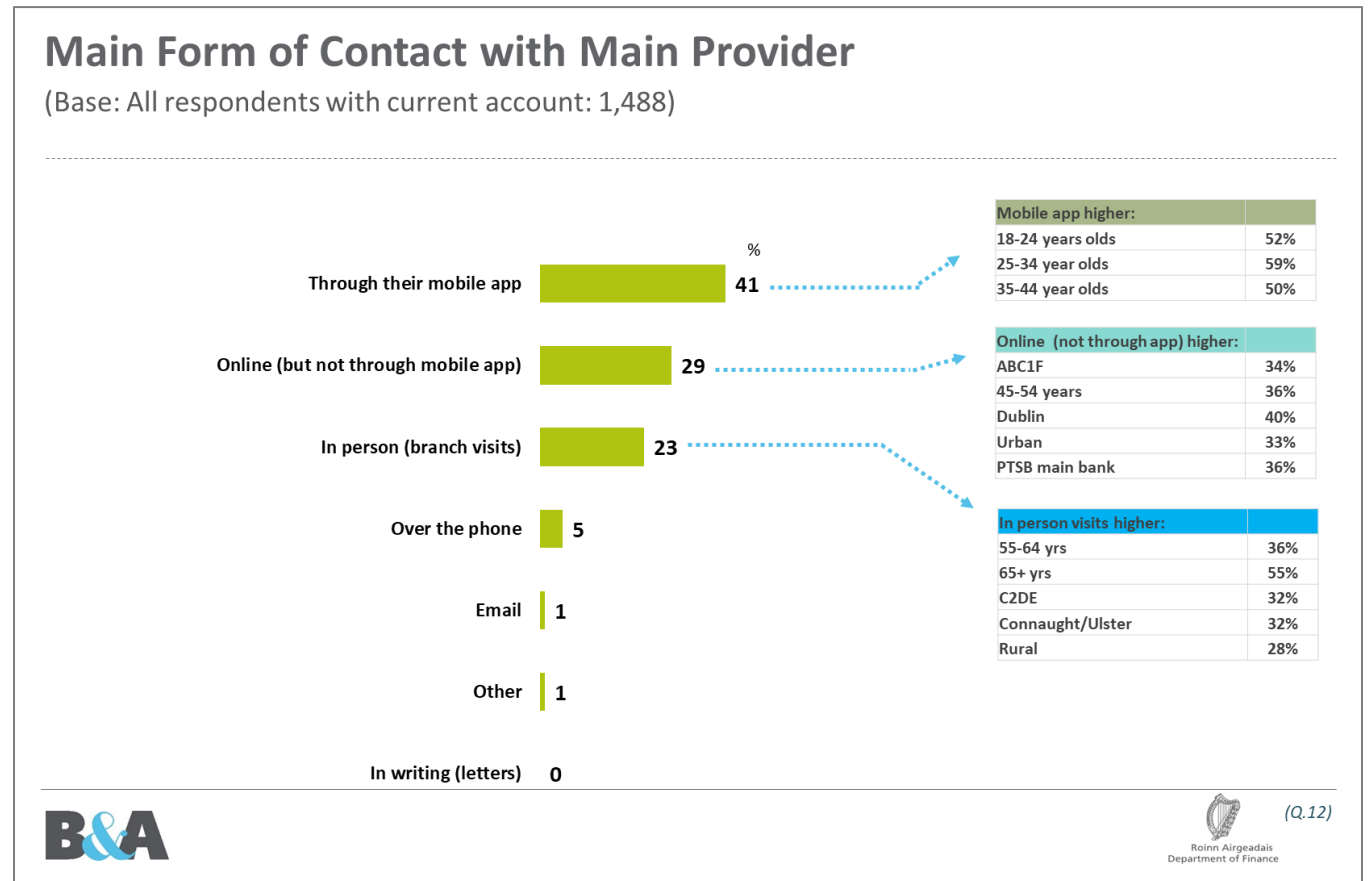 Main Form of Contact with Main Provider
(Base: All respondents with current account: 1,488)
%
Through their mobile app 41
Online (but not through mobile app) 29
In person (branch visits) 23
Over the phone 5
Email 1
Other 1
In writing (letters) 0
Mobile app higher:
18-24 years olds 52%
25-34 year olds 59%
35-44 year olds 50%
Online (not through app) higher:
ABC1F 34%
45-54 years 36%
Dublin 40%
Urban 33%
PTSB main bank 36%
In person visits higher:
55-64 yrs 36%
65+ yrs 55%
C2DE 32%
Connaught/Ulster 32%
Rural 28%
B&A
Roinn Airgeadais
Department of Finance
(Q.12)